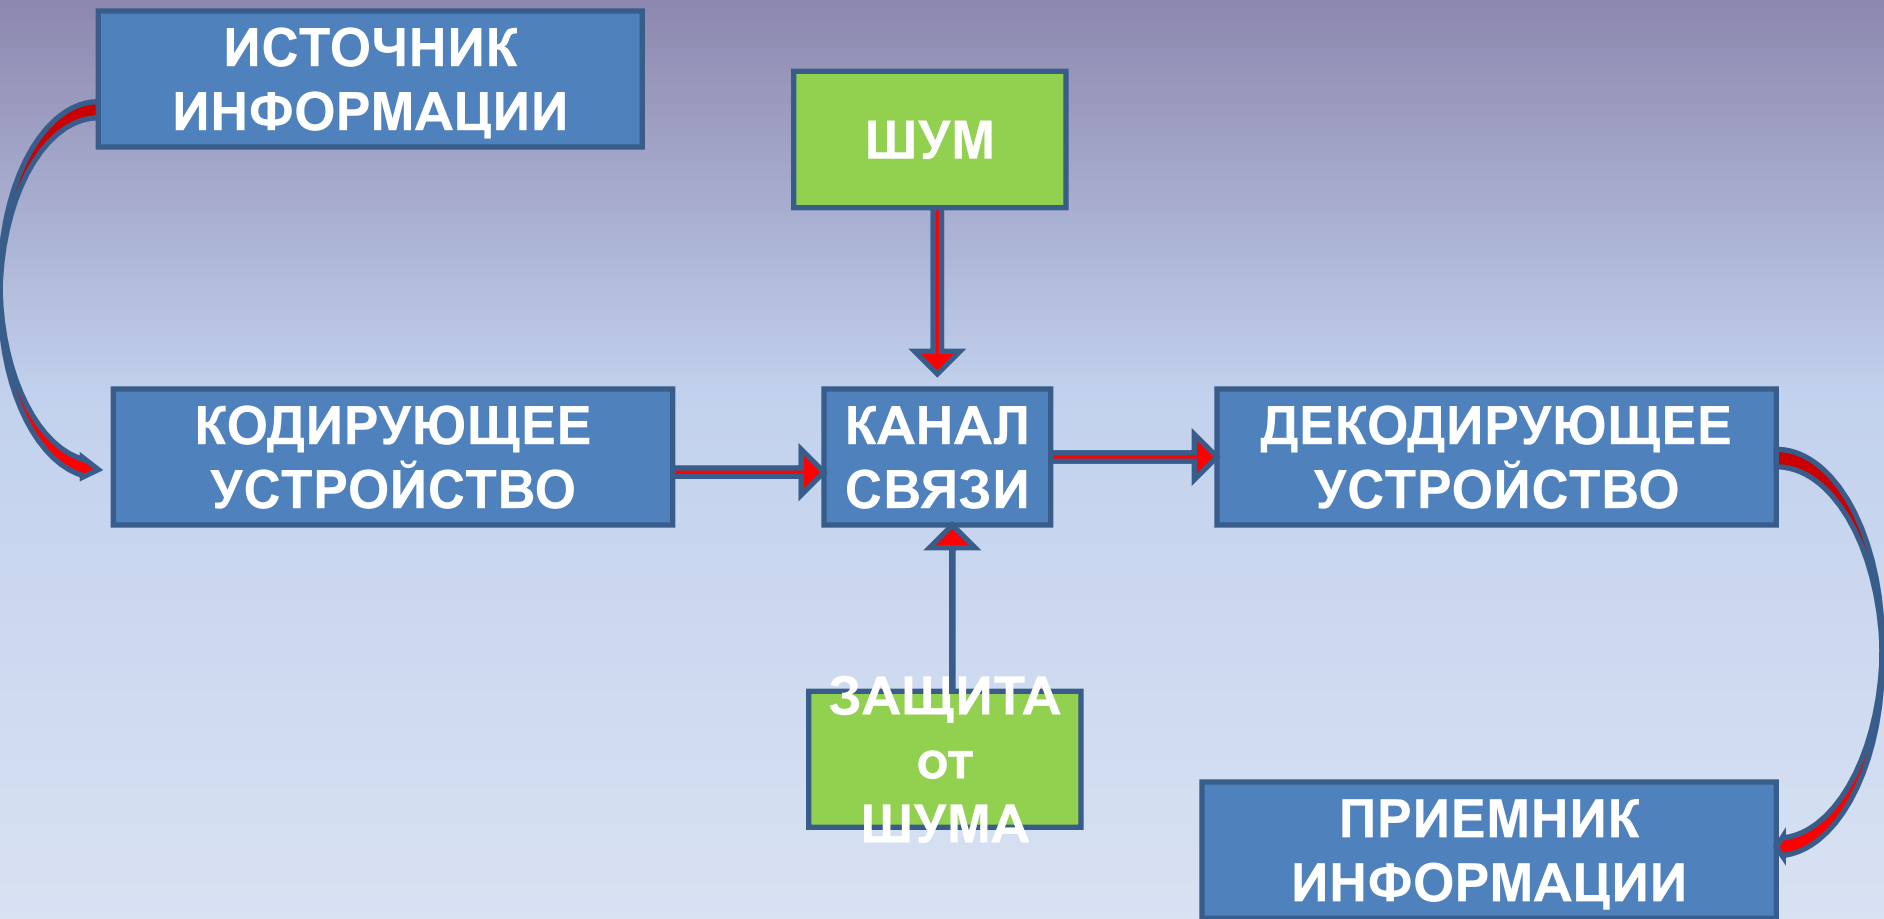 ИСТОЧНИК
ИНФОРМАЦИИ
ШУМ
КОДИРУЮЩЕЕ
УСТРОЙСТВО
КАНАЛ
СВЯЗИ
ДЕКОДИРУЮЩЕЕ
УСТРОЙСТВО
ЗАЩИТА
от
ШУМА
ПРИЕМНИК
ИНФОРМАЦИИ